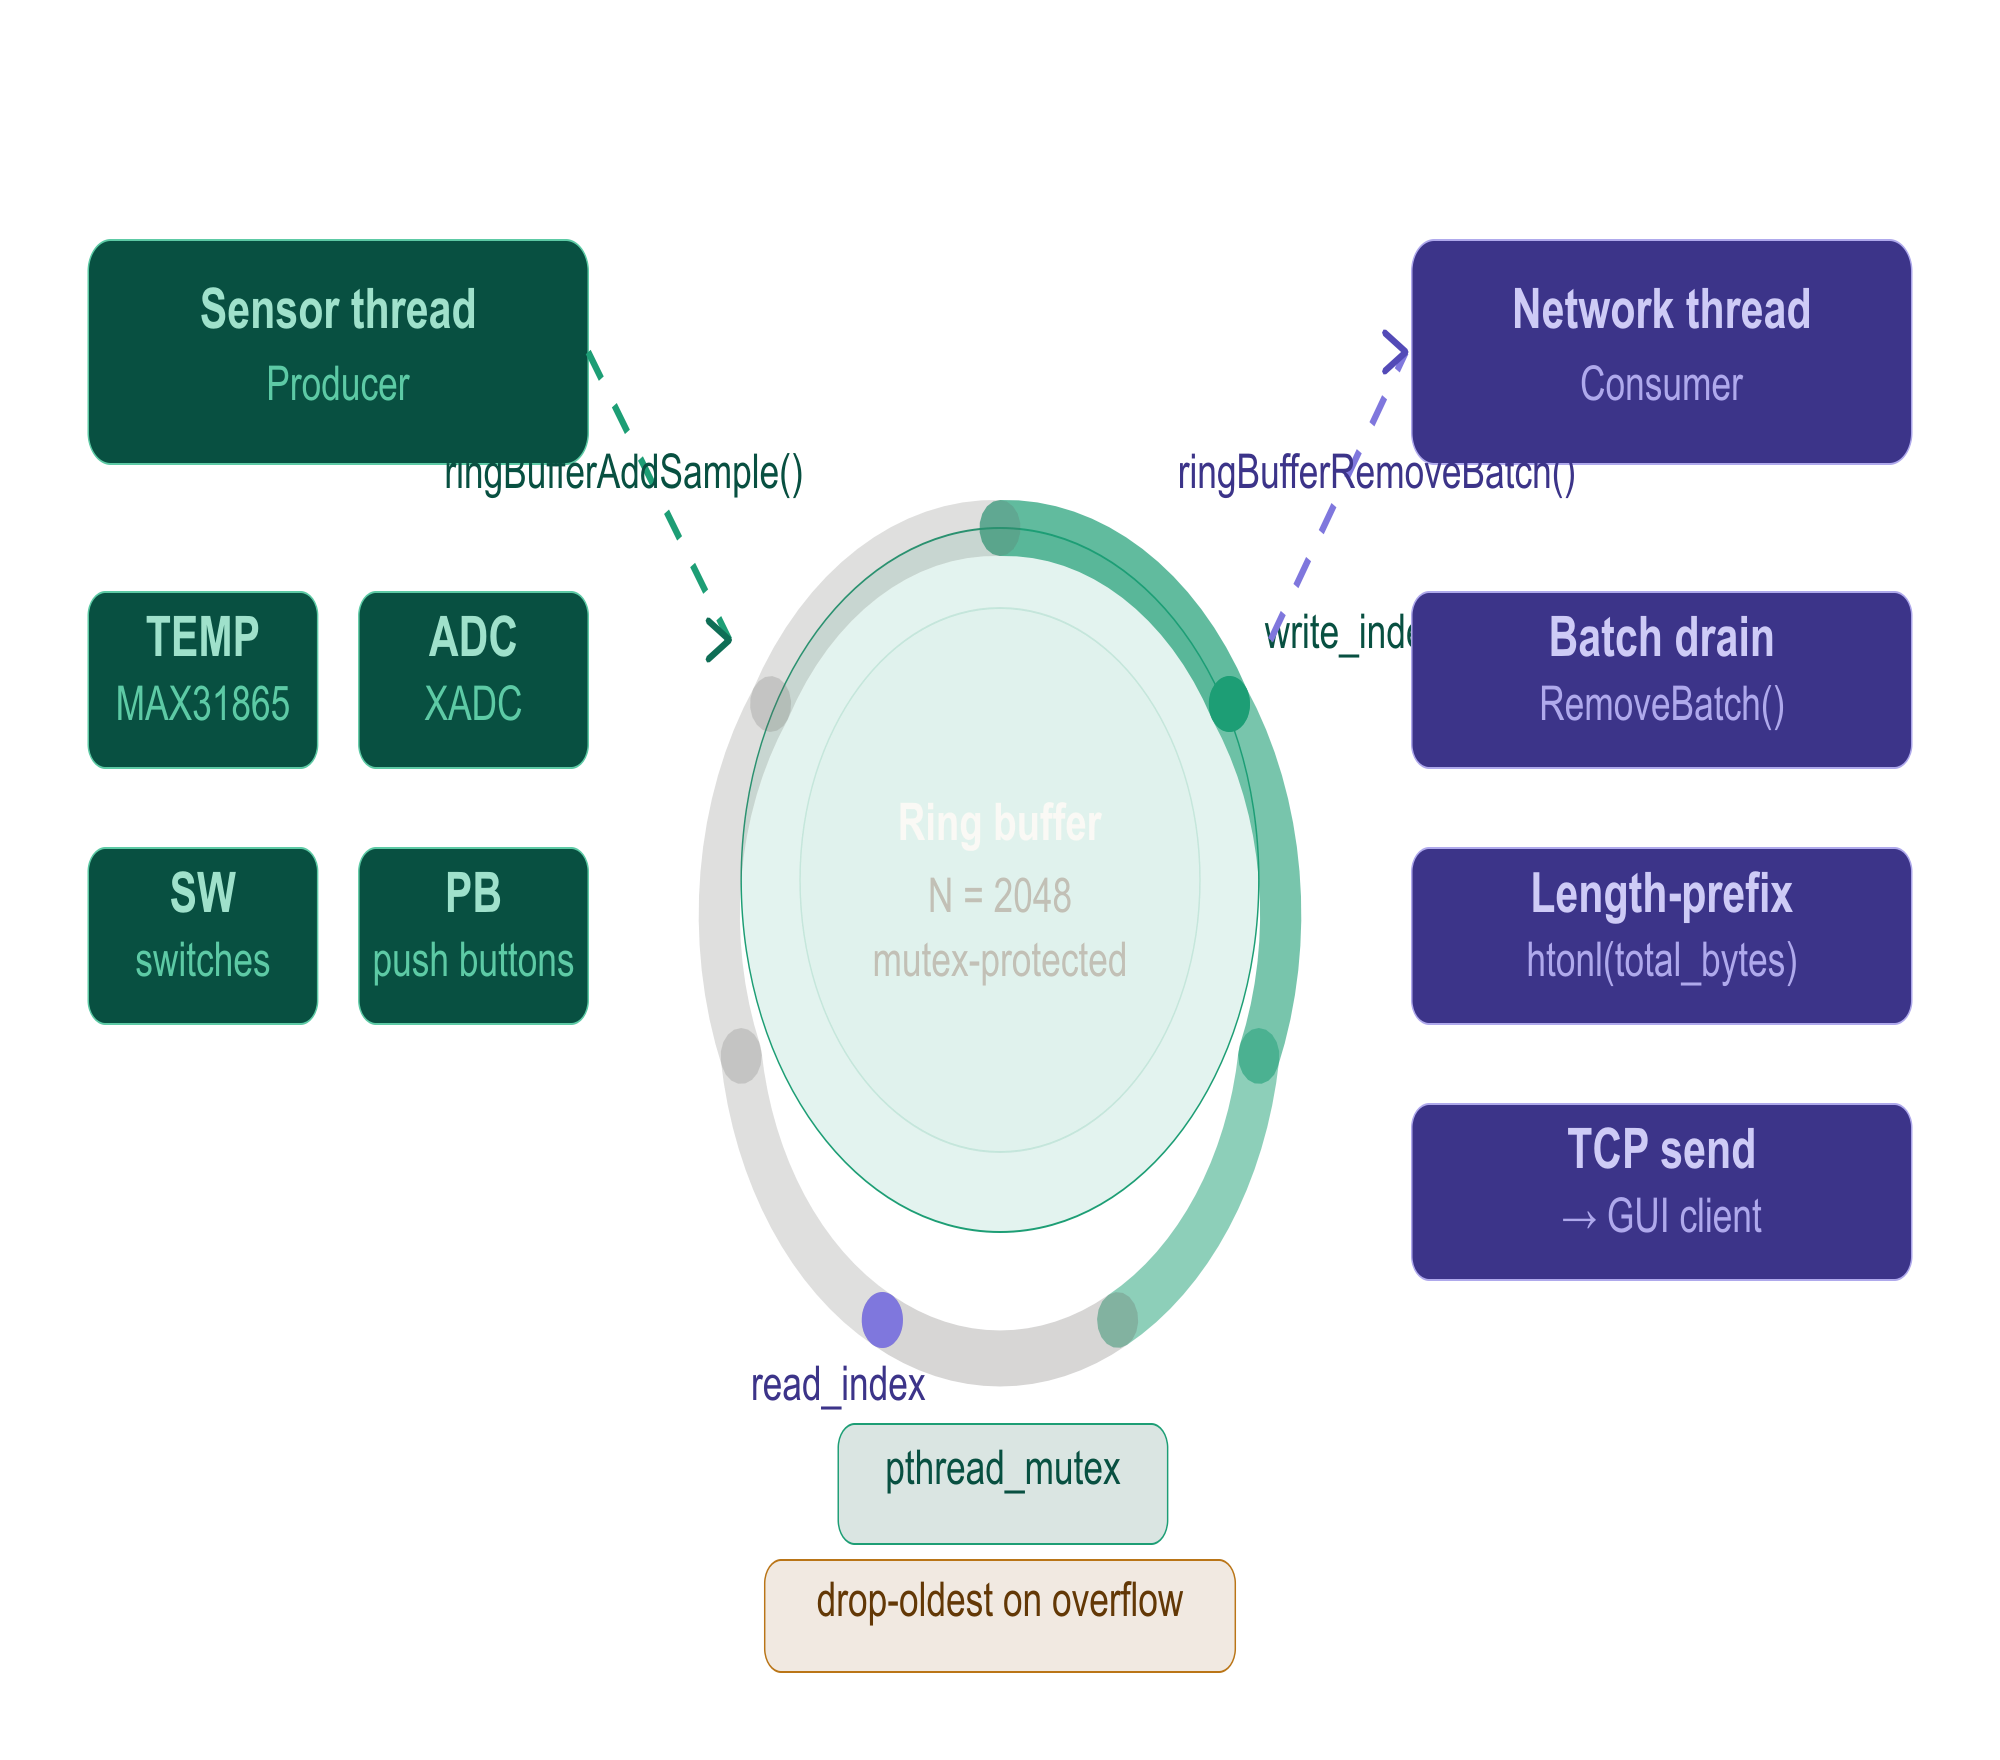 Sensor thread
Producer
Network thread
Consumer
ringBufferAddSample()
ringBufferRemoveBatch()
TEMP
MAX31865
ADC
XADC
write_inde
Batch drain
RemoveBatch()
SW
switches
PB
push buttons
Ring buffer
N = 2048
mutex-protected
Length-prefix
htonl(total_bytes)
TCP send
→ GUI client
read_index
pthread_mutex
drop-oldest on overflow